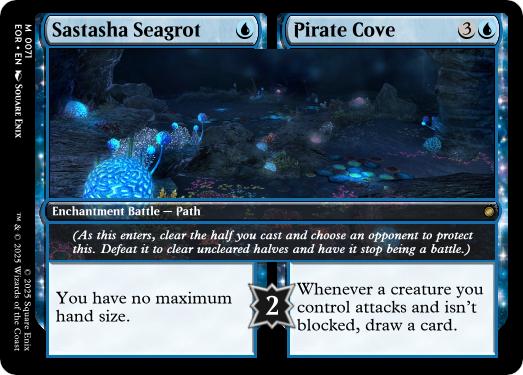 Sastasha Seagrot
Pirate Cove
3
Enchantment Battle — Path
(As this enters, clear the half you cast and choose an opponent to protect
this. Defeat it to clear uncleared halves and have it stop being a battle.)
You have no maximum
hand size.
2
Whenever a creature you
control attacks and isn't
blocked, draw a card.
M 0071
EOR • EN SQUARE ENIX
© 2025 Square Enix
™ & © 2025 Wizards of the Coast